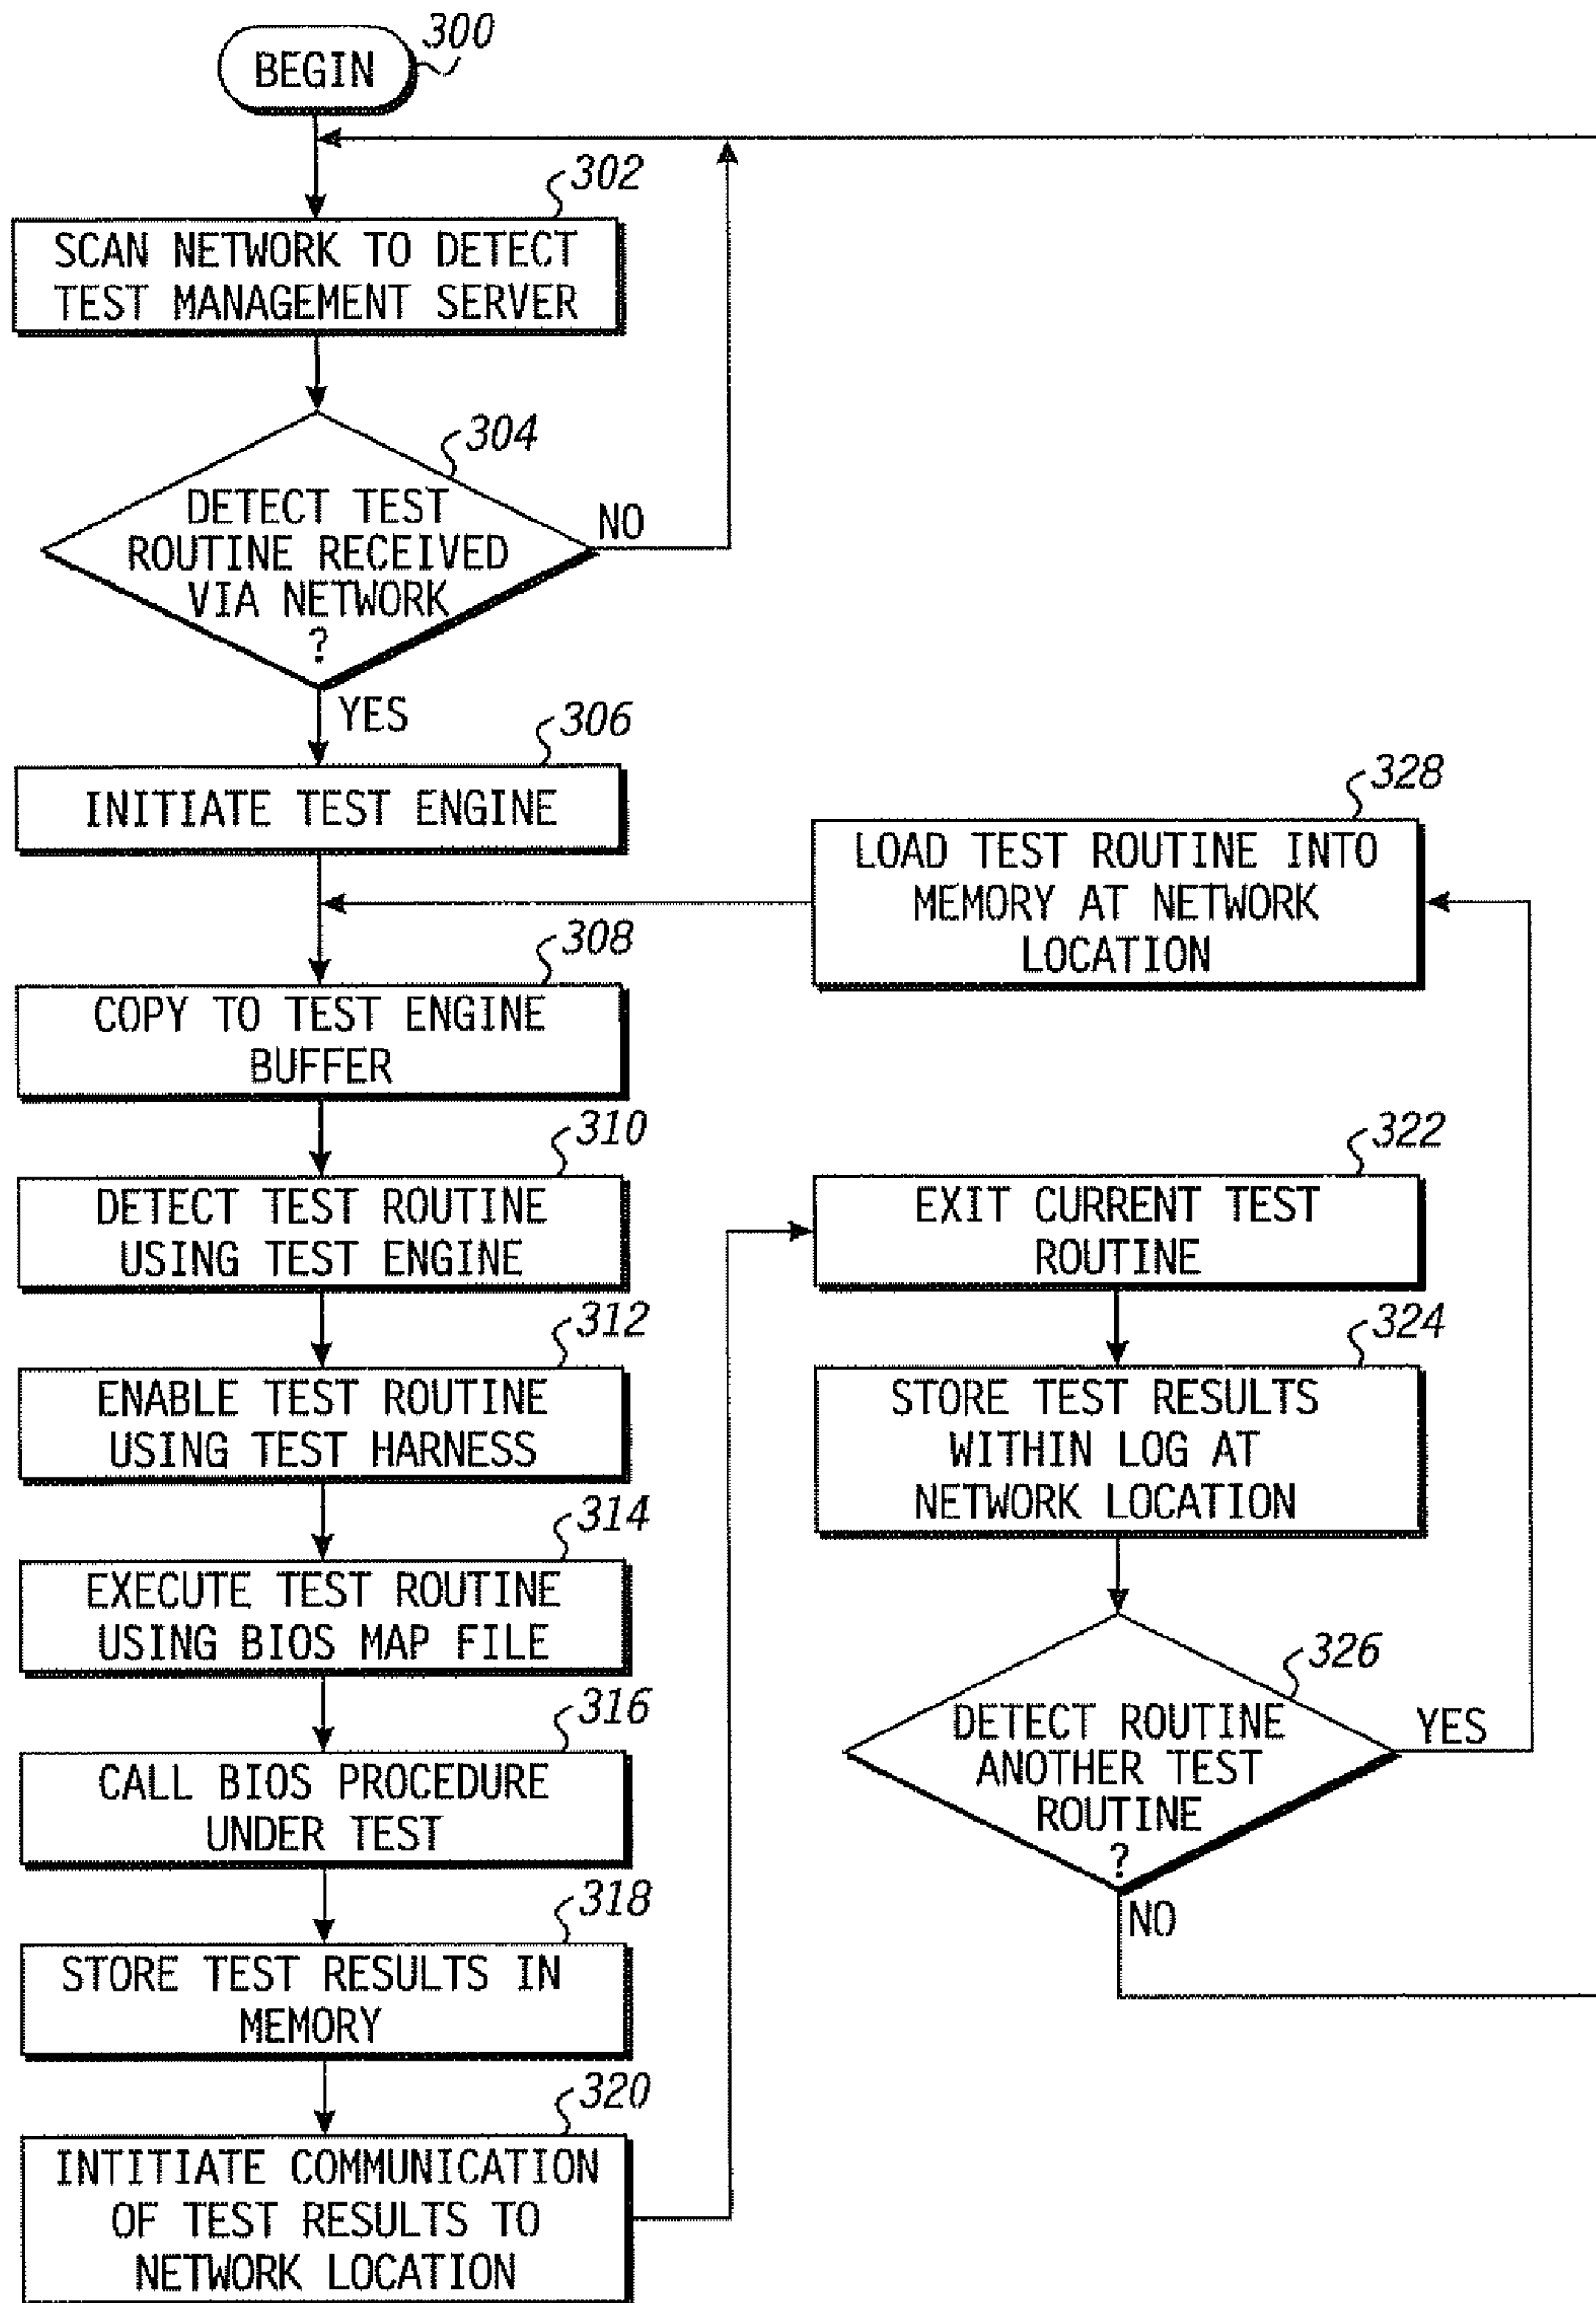 BEGIN
300
302
SCAN NETWORK TO DETECT
TEST MANAGEMENT SERVER
304
DETECT TEST
ROUTINE RECEIVED
VIA NETWORK
?
NO
YES
306
INITIATE TEST ENGINE
308
COPY TO TEST ENGINE
BUFFER
310
DETECT TEST ROUTINE
USING TEST ENGINE
312
ENABLE TEST ROUTINE
USING TEST HARNESS
314
EXECUTE TEST ROUTINE
USING BIOS MAP FILE
316
CALL BIOS PROCEDURE
UNDER TEST
318
STORE TEST RESULTS IN
MEMORY
320
INTITIATE COMMUNICATION
OF TEST RESULTS TO
NETWORK LOCATION
322
EXIT CURRENT TEST
ROUTINE
324
STORE TEST RESULTS
WITHIN LOG AT
NETWORK LOCATION
326
DETECT ROUTINE
ANOTHER TEST
ROUTINE
?
YES
NO
328
LOAD TEST ROUTINE INTO
MEMORY AT NETWORK
LOCATION